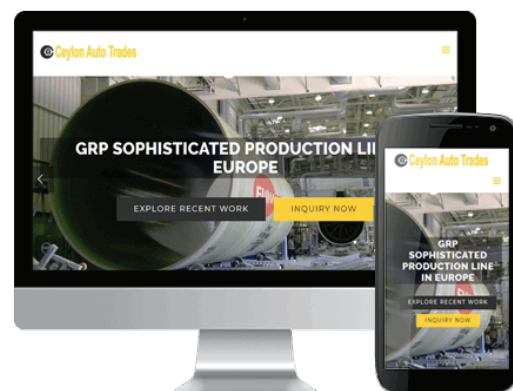 Ceylon Auto Trades
GRP SOPHISTICATED PRODUCTION LI
EUROPE
EXPLORE RECENT WORK
INQUIRY NOW
Ceylon Auto Trades
GRP
SOPHISTICATED
PRODUCTION LINE
IN EUROPE
EXPLORE RECENT WORK
INQUIRY NOW